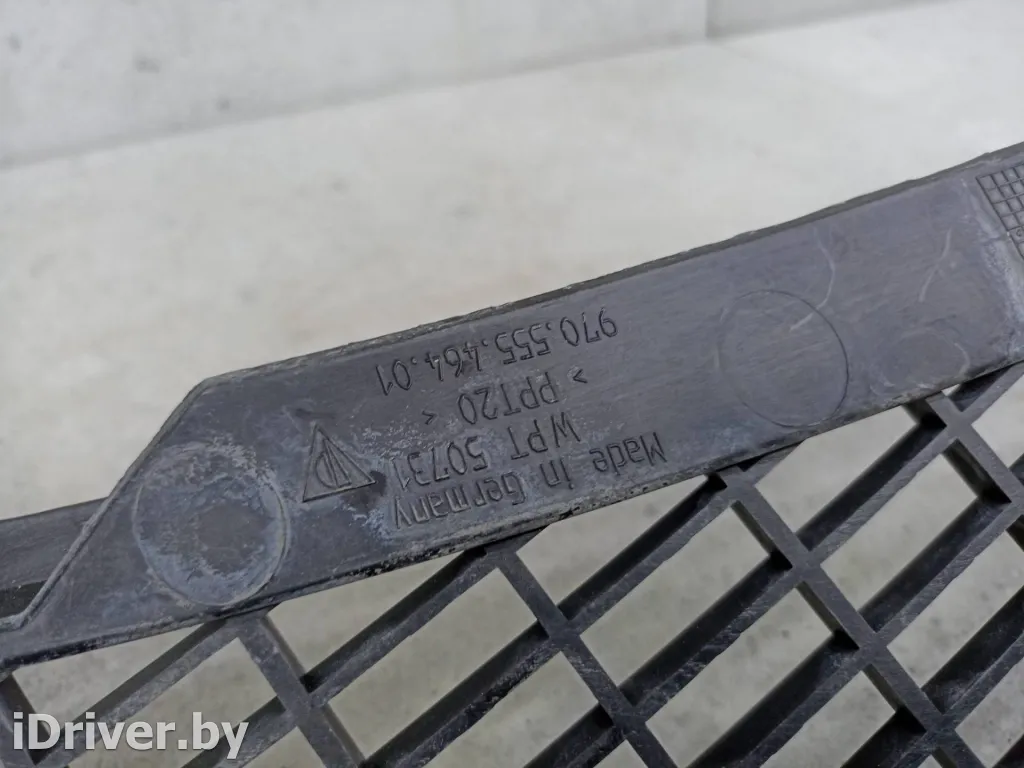 970.555.464.01
> PPT20 <
WPT 50731
Made in Germany
iDriver.by